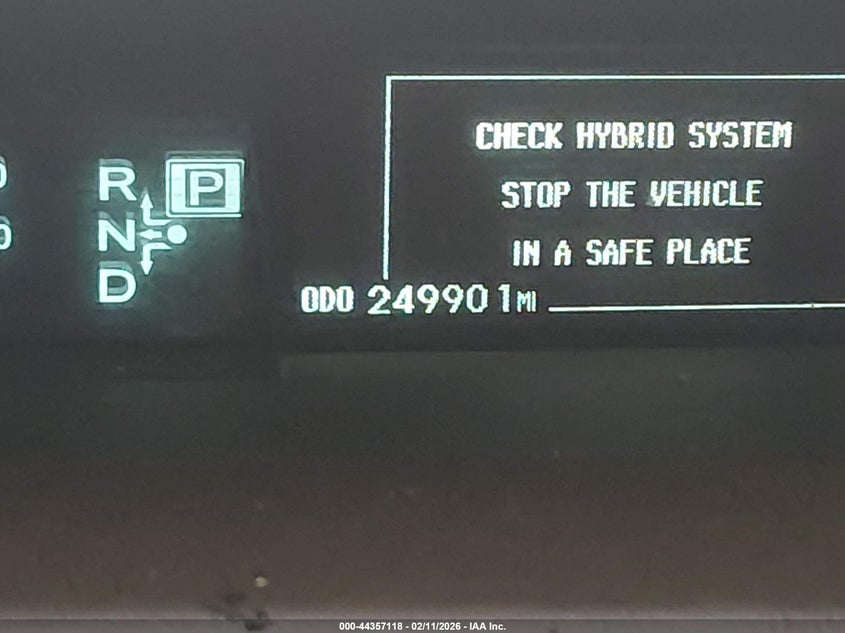 CHECK HYBRID SYSTEM
STOP THE VEHICLE
IN A SAFE PLACE
R P
N
D
ODO 249901MI
000-44357118 - 02/11/2026 - IAA Inc.